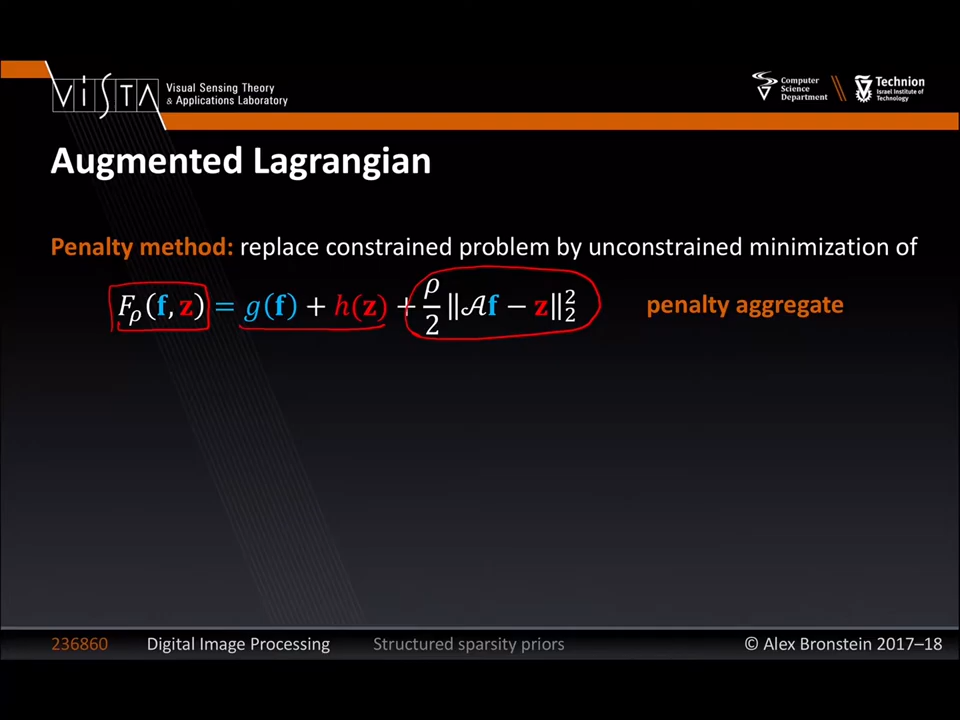 ViSTA Visual Sensing Theory & Applications Laboratory
Computer Science Department
Technion Israel Institute of Technology
Augmented Lagrangian
Penalty method: replace constrained problem by unconstrained minimization of
F_ρ(f, z) = g(f) + h(z) + ρ/2 ‖𝒜f − z‖₂² penalty aggregate
236860 Digital Image Processing Structured sparsity priors © Alex Bronstein 2017–18